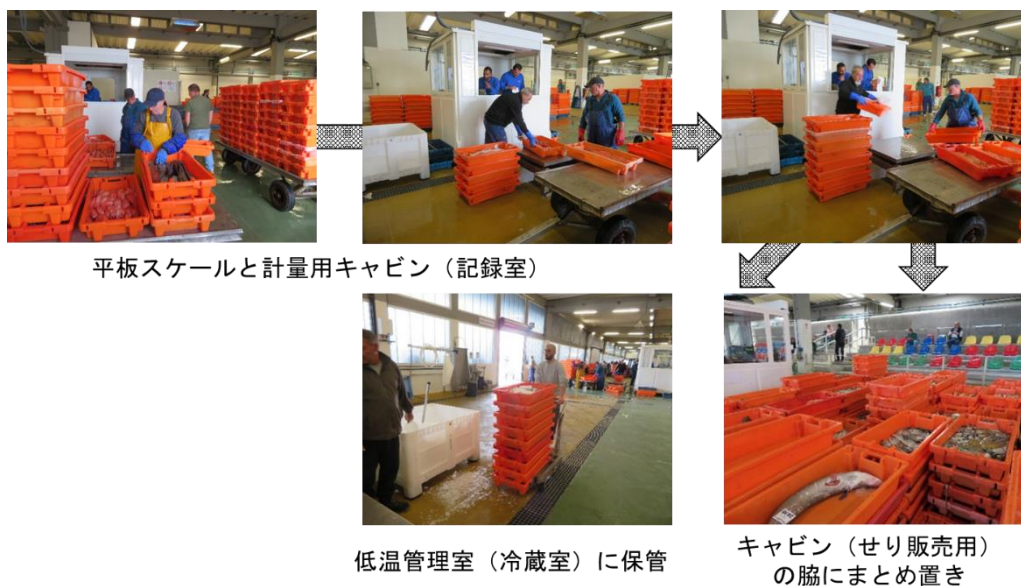 平板スケールと計量用キャビン（記録室）
低温管理室（冷蔵室）に保管
キャビン（せり販売用）
の脇にまとめ置き